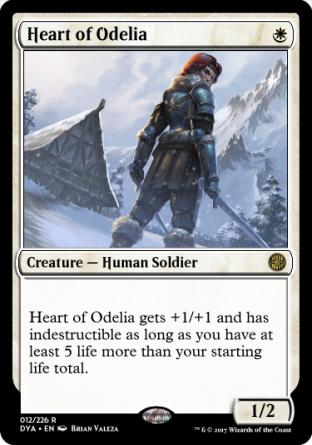 Heart of Odelia
Creature — Human Soldier
Heart of Odelia gets +1/+1 and has
indestructible as long as you have at
least 5 life more than your starting
life total.
1/2
012/226 R
DYA • EN Brian Valeza
™ & © 2017 Wizards of the Coast